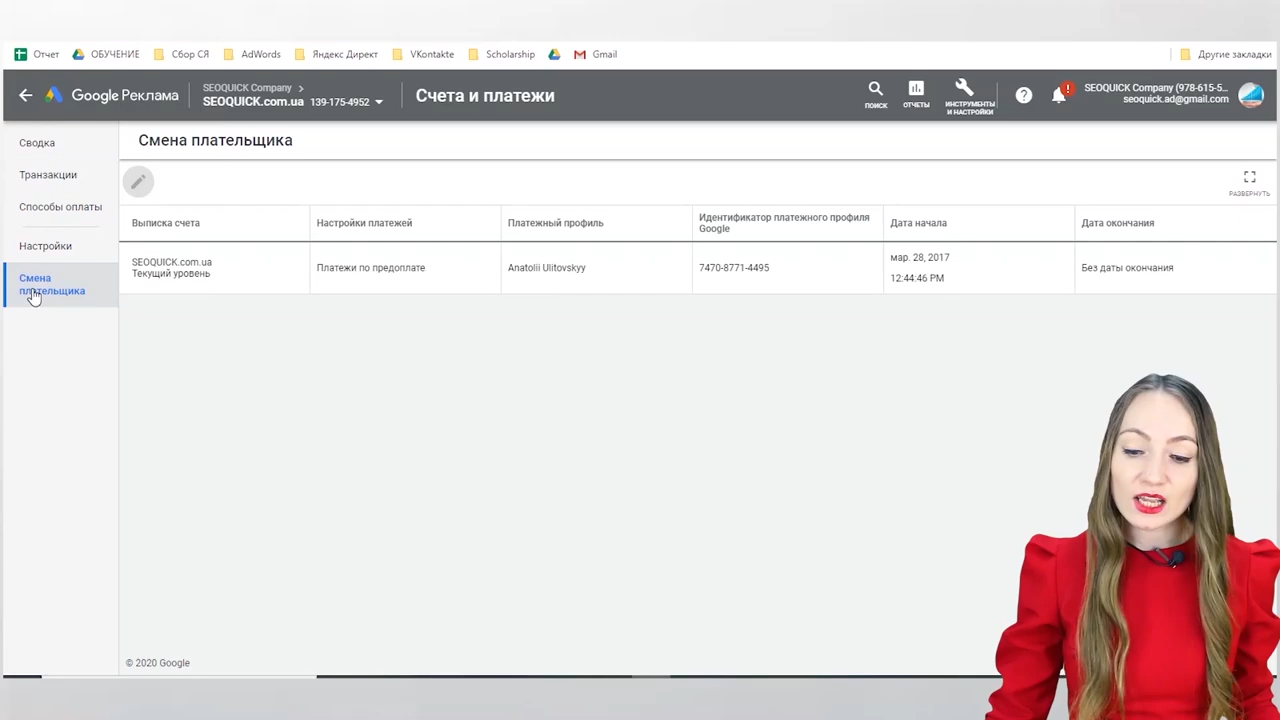 Отчет ОБУЧЕНИЕ Сбор СЯ AdWords Яндекс Директ VKontakte Scholarship Gmail Другие закладки
Google Реклама
SEOQUICK Company
SEOQUICK.com.ua 139-175-4952
Счета и платежи
ПОИСК
ОТЧЕТЫ
ИНСТРУМЕНТЫ
И НАСТРОЙКИ
SEOQUICK Company (978-615-5...
seoquick.ad@gmail.com
Сводка
Транзакции
Способы оплаты
Настройки
Смена
плательщика
Смена плательщика
РАЗВЕРНУТЬ
Выписка счета
Настройки платежей
Платежный профиль
Идентификатор платежного профиля
Google
Дата начала
Дата окончания
SEOQUICK.com.ua
Текущий уровень
Платежи по предоплате
Anatolii Ulitovskyy
7470-8771-4495
мар. 28, 2017
12:44:46 PM
Без даты окончания
© 2020 Google